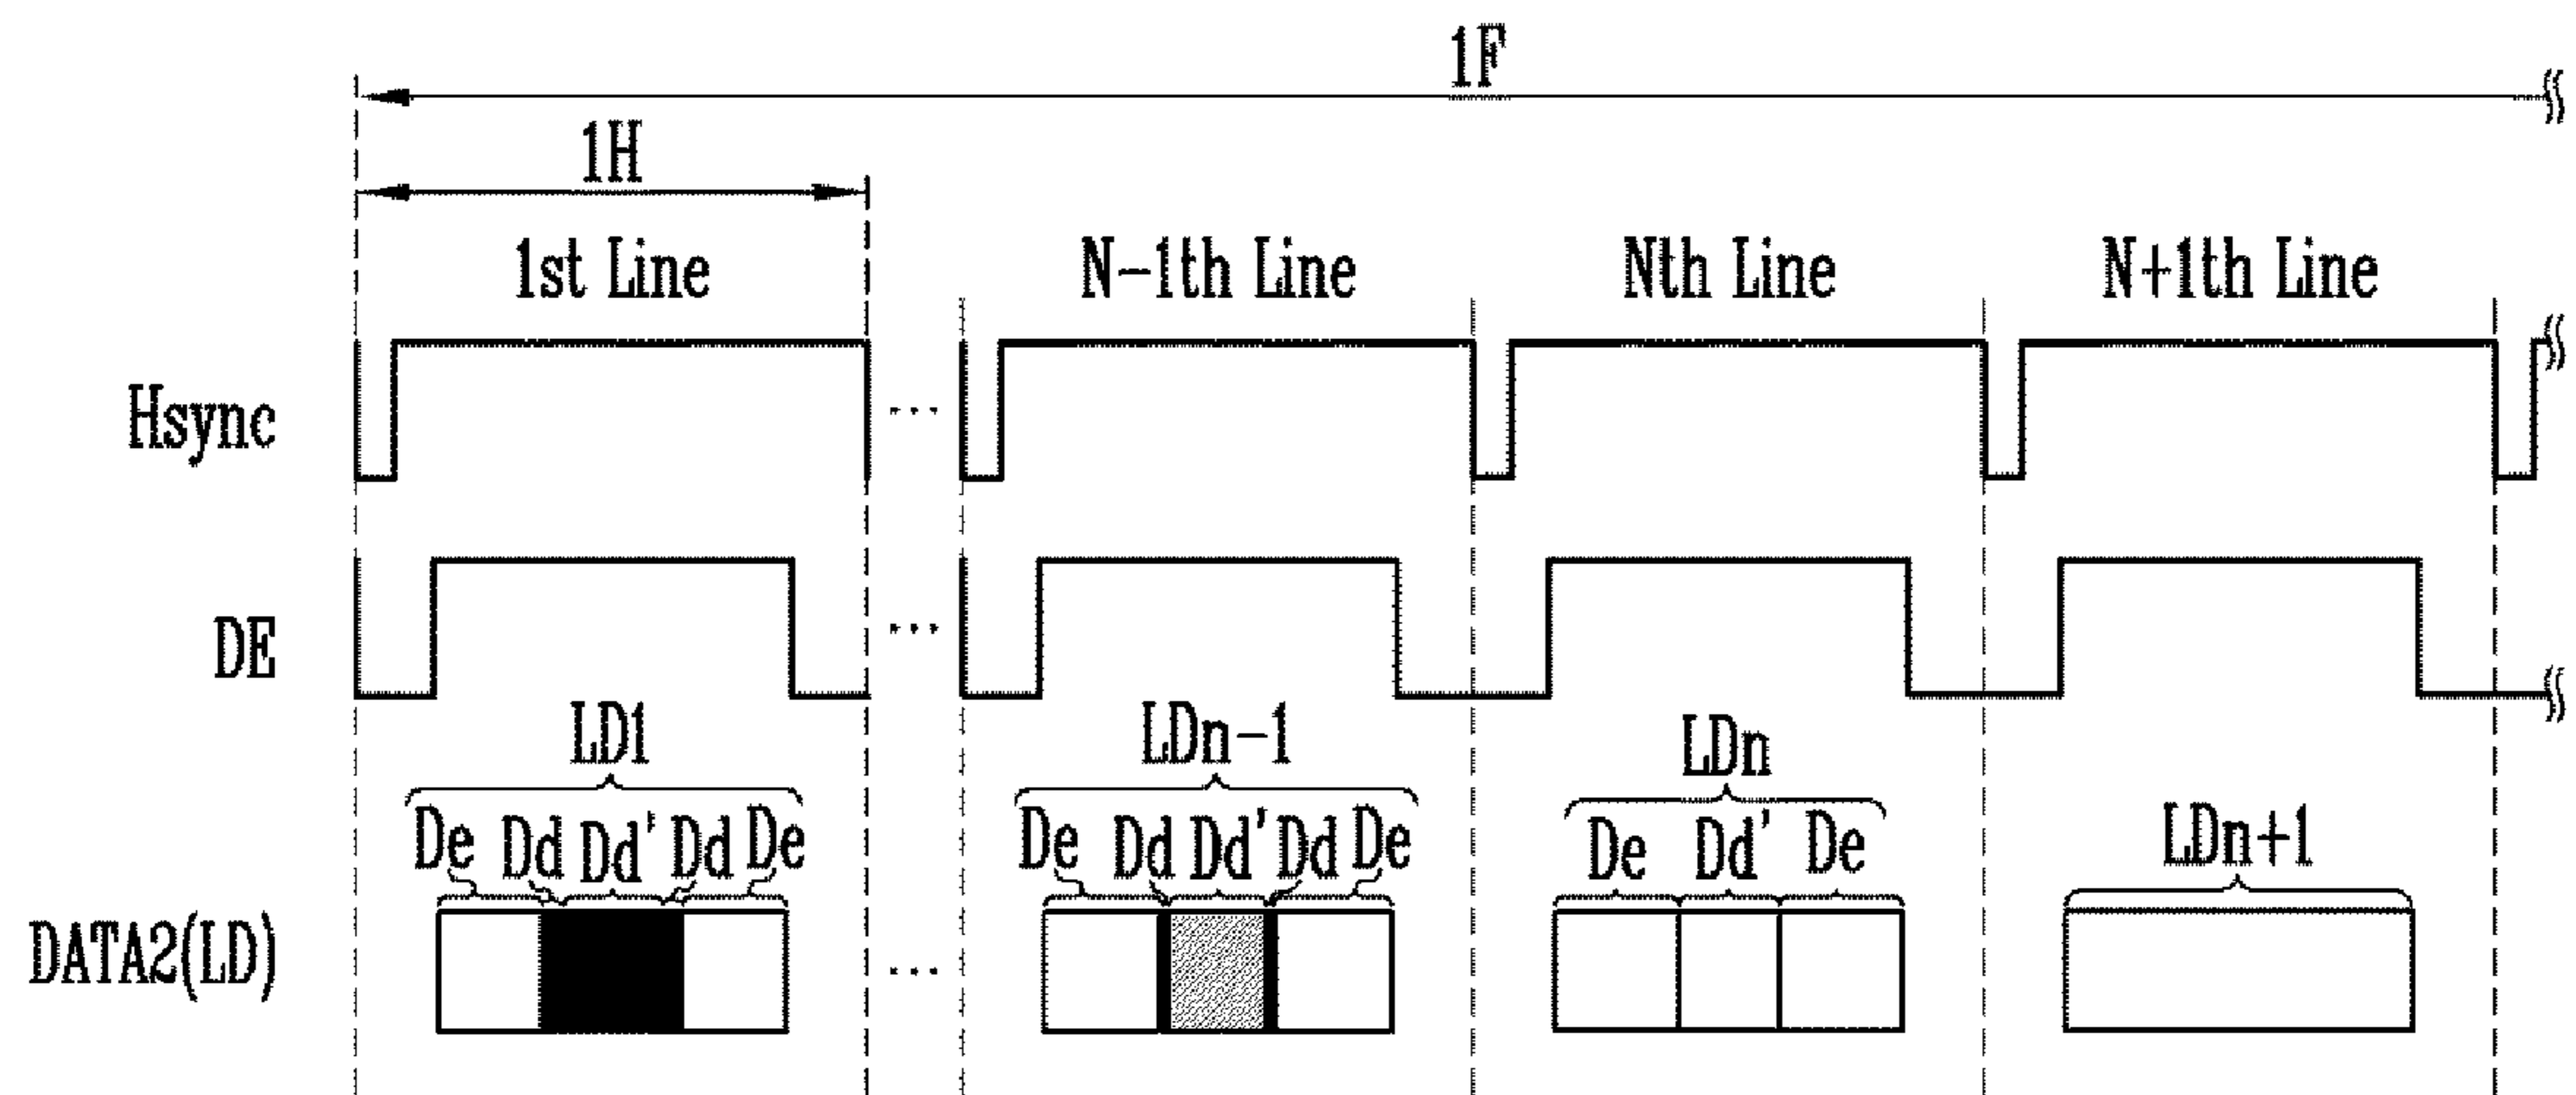 1F
1H
1st Line N-1th Line Nth Line N+1th Line
Hsync ...
DE ...
LD1 LDn-1 LDn LDn+1
De Dd Dd' Dd De De Dd Dd' Dd De De Dd' De
DATA2(LD) ...